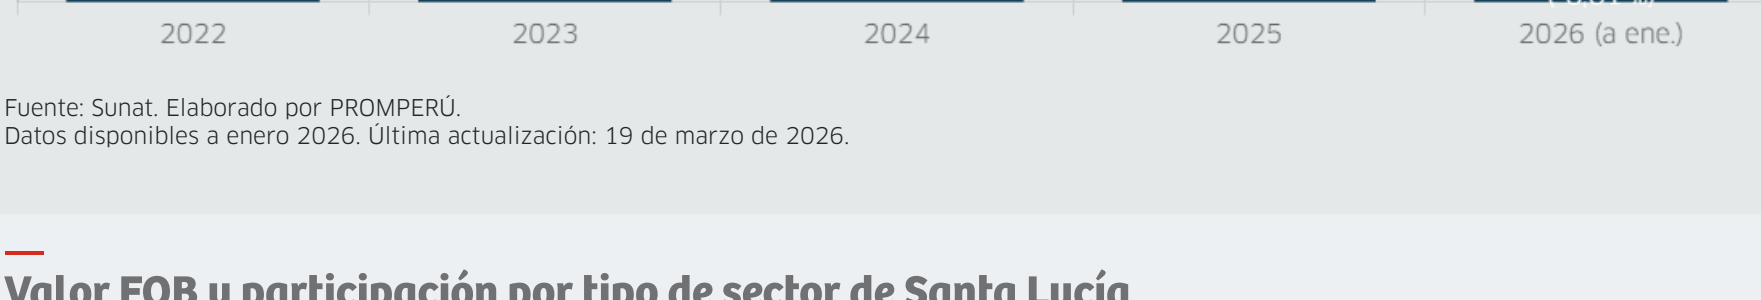 2022 2023 2024 2025 2026 (a ene.)
Fuente: Sunat. Elaborado por PROMPERÚ.
Datos disponibles a enero 2026. Última actualización: 19 de marzo de 2026.
Valor FOB y participación por tipo de sector de Santa Lucía